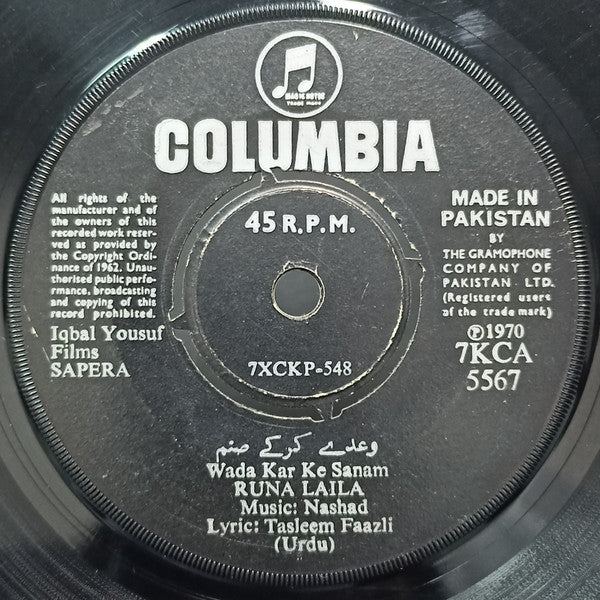 MAGIC NOTES
TRADE MARK
COLUMBIA
All rights of the
manufacturer and of
the owners of this
recorded work reser-
ved as provided by
the Copyright Ordi-
nance of 1962. Unau-
thorised public perfo-
rmance, broadcasting
and copying of this
record prohibited.
Iqbal Yousuf
Films
SAPERA
45 R.P.M.
7XCKP-548
MADE IN
PAKISTAN
BY
THE GRAMOPHONE
COMPANY OF
PAKISTAN. LTD.
(Registered users
of the trade mark)
℗1970
7KCA
5567
وعدے کرکے صنم
Wada Kar Ke Sanam
RUNA LAILA
Music: Nashad
Lyric: Tasleem Faazli
(Urdu)